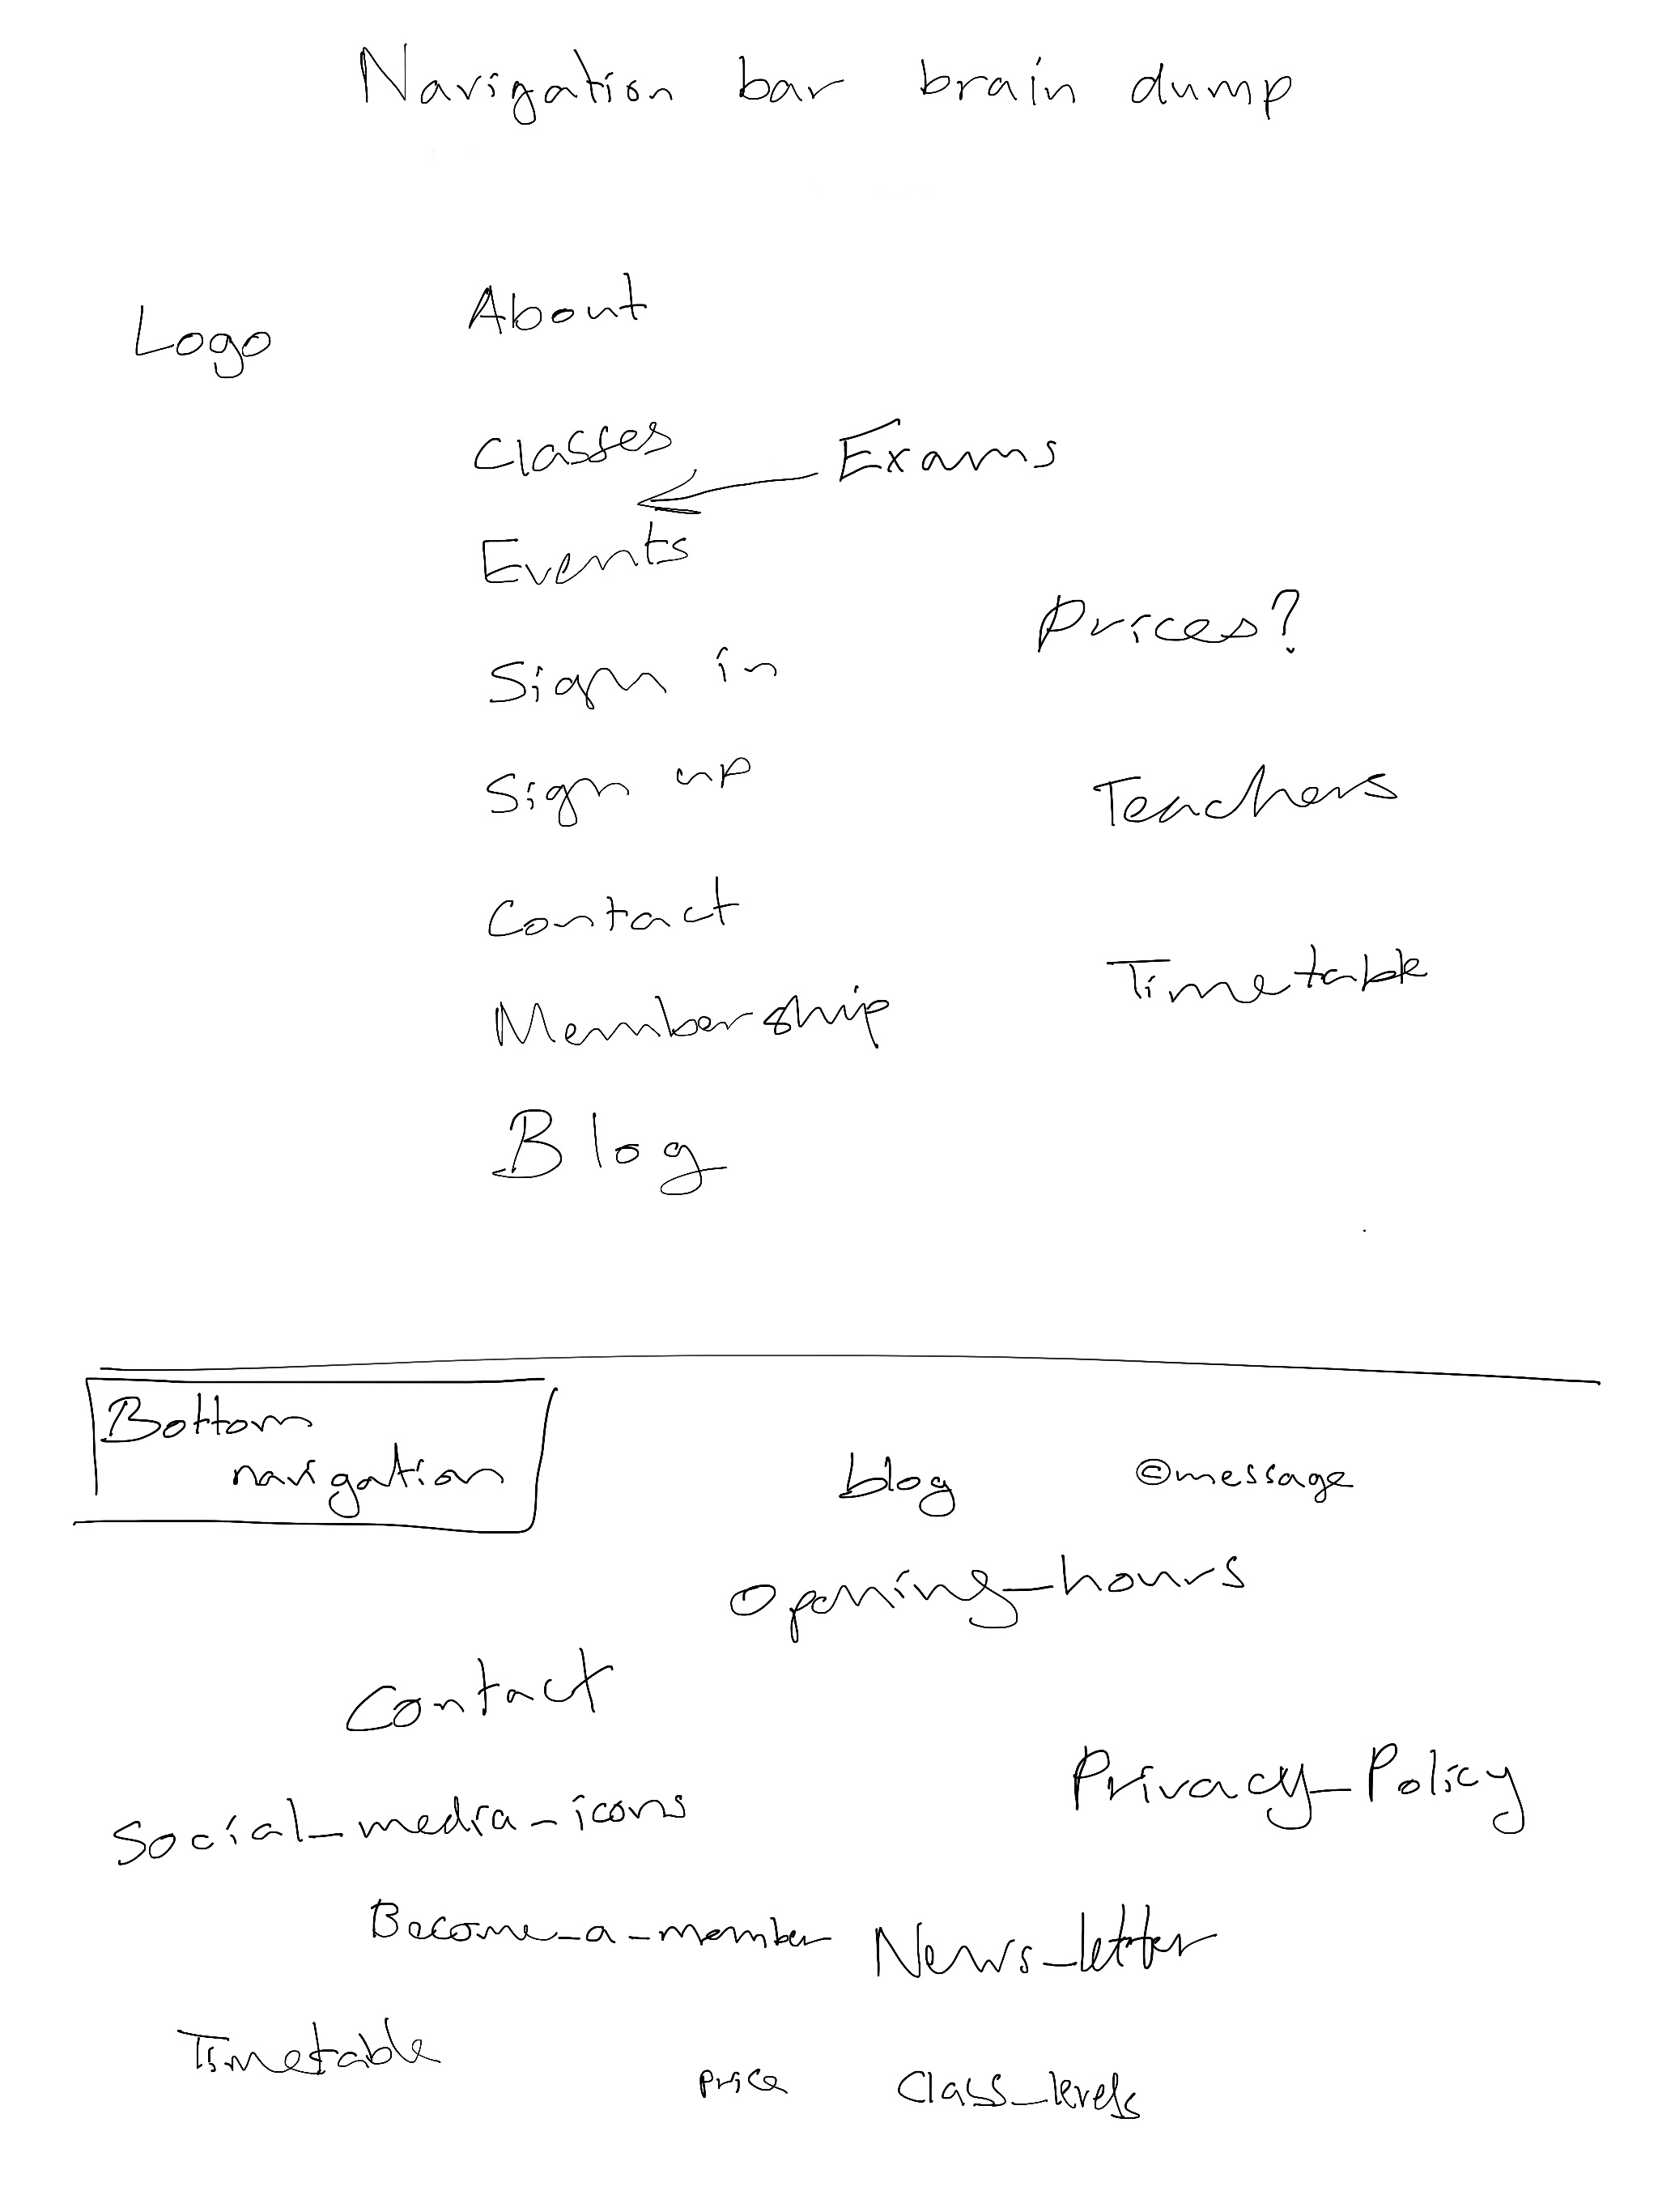 Navigation bar brain dump
Logo
About
Classes
Exams
Events
Prices?
Sign in
Sign up
Teachers
Contact
Timetable
Membership
Blog
Bottom
navigation
blog
©message
Opening_hours
Contact
Privacy_Policy
Social_media_icons
Become_a_member
News_letter
Timetable
price
Class_levels